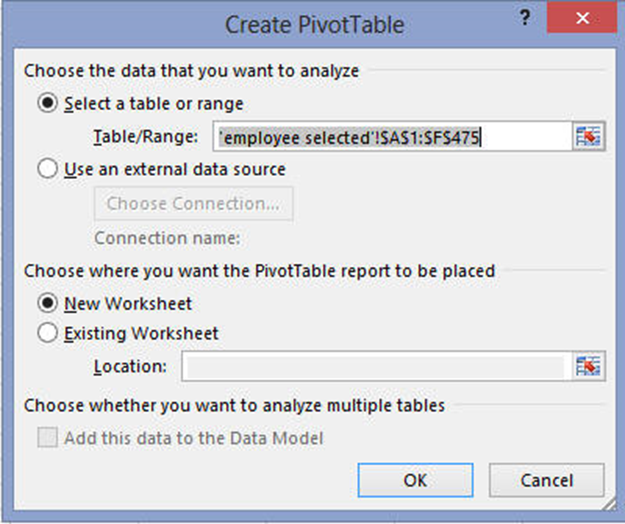 Create PivotTable
?
Choose the data that you want to analyze
Select a table or range
Table/Range: 'employee selected'!$A$1:$F$475
Use an external data source
Choose Connection...
Connection name:
Choose where you want the PivotTable report to be placed
New Worksheet
Existing Worksheet
Location:
Choose whether you want to analyze multiple tables
Add this data to the Data Model
OK Cancel